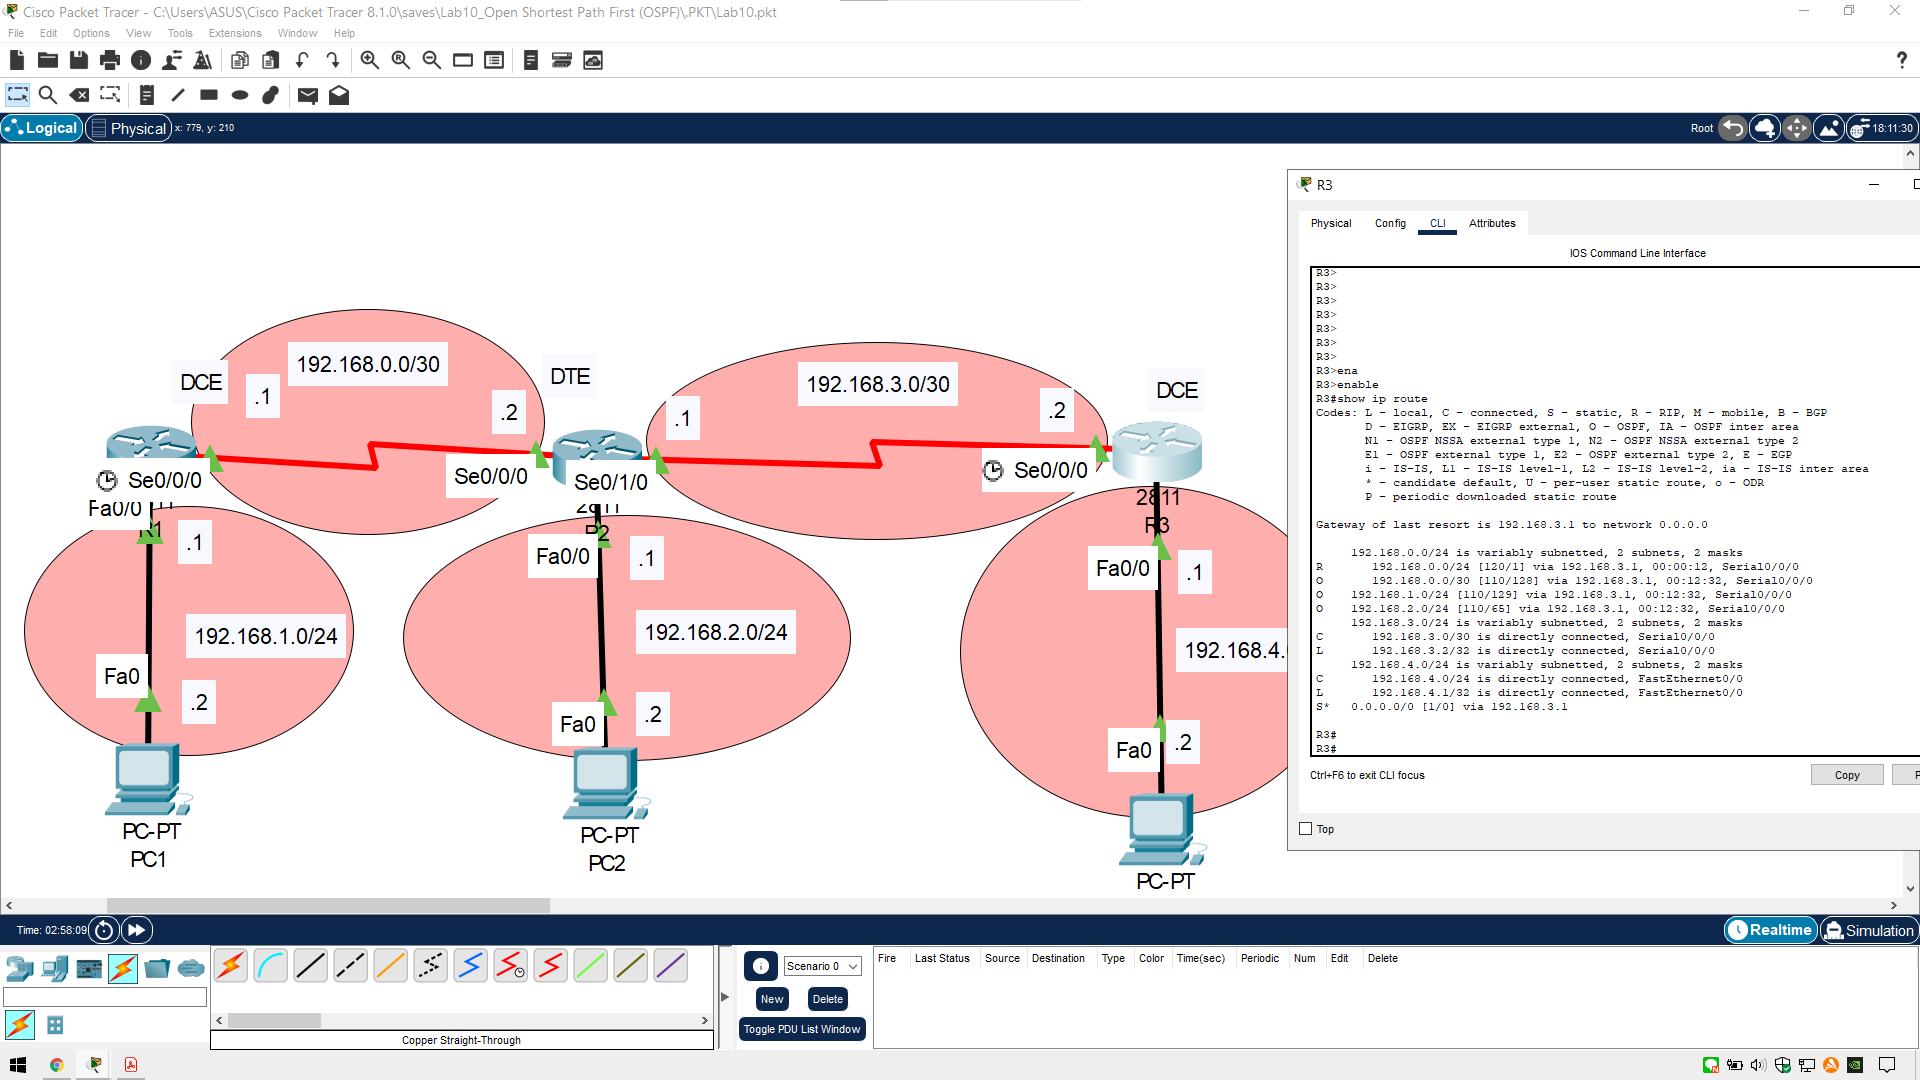 Cisco Packet Tracer - C:\Users\ASUS\Cisco Packet Tracer 8.1.0\saves\Lab10_Open Shortest Path First (OSPF)\.PKT\Lab10.pkt
File Edit Options View Tools Extensions Window Help
Logical Physical x: 779, y: 210
Root 18:11:30
192.168.0.0/30
DCE
.1
.2
DTE
192.168.3.0/30
.1
.2
DCE
Se0/0/0
Fa0/0
R1
Se0/0/0
Se0/1/0
2811
R2
Se0/0/0
2811
R3
.1
192.168.1.0/24
Fa0
.2
PC-PT
PC1
Fa0/0
.1
192.168.2.0/24
Fa0
.2
PC-PT
PC2
Fa0/0
.1
192.168.4.
Fa0
.2
PC-PT
R3
Physical Config CLI Attributes
IOS Command Line Interface
R3>
R3>
R3>
R3>
R3>
R3>
R3>
R3>ena
R3>enable
R3#show ip route
Codes: L - local, C - connected, S - static, R - RIP, M - mobile, B - BGP
D - EIGRP, EX - EIGRP external, O - OSPF, IA - OSPF inter area
N1 - OSPF NSSA external type 1, N2 - OSPF NSSA external type 2
E1 - OSPF external type 1, E2 - OSPF external type 2, E - EGP
i - IS-IS, L1 - IS-IS level-1, L2 - IS-IS level-2, ia - IS-IS inter area
* - candidate default, U - per-user static route, o - ODR
P - periodic downloaded static route
Gateway of last resort is 192.168.3.1 to network 0.0.0.0
192.168.0.0/24 is variably subnetted, 2 subnets, 2 masks
R 192.168.0.0/24 [120/1] via 192.168.3.1, 00:00:12, Serial0/0/0
O 192.168.0.0/30 [110/128] via 192.168.3.1, 00:12:32, Serial0/0/0
O 192.168.1.0/24 [110/129] via 192.168.3.1, 00:12:32, Serial0/0/0
O 192.168.2.0/24 [110/65] via 192.168.3.1, 00:12:32, Serial0/0/0
192.168.3.0/24 is variably subnetted, 2 subnets, 2 masks
C 192.168.3.0/30 is directly connected, Serial0/0/0
L 192.168.3.2/32 is directly connected, Serial0/0/0
192.168.4.0/24 is variably subnetted, 2 subnets, 2 masks
C 192.168.4.0/24 is directly connected, FastEthernet0/0
L 192.168.4.1/32 is directly connected, FastEthernet0/0
S* 0.0.0.0/0 [1/0] via 192.168.3.1
R3#
R3#
Ctrl+F6 to exit CLI focus
Copy P
Top
Time: 02:58:09
Realtime Simulation
Scenario 0
New Delete
Toggle PDU List Window
Fire Last Status Source Destination Type Color Time(sec) Periodic Num Edit Delete
Copper Straight-Through